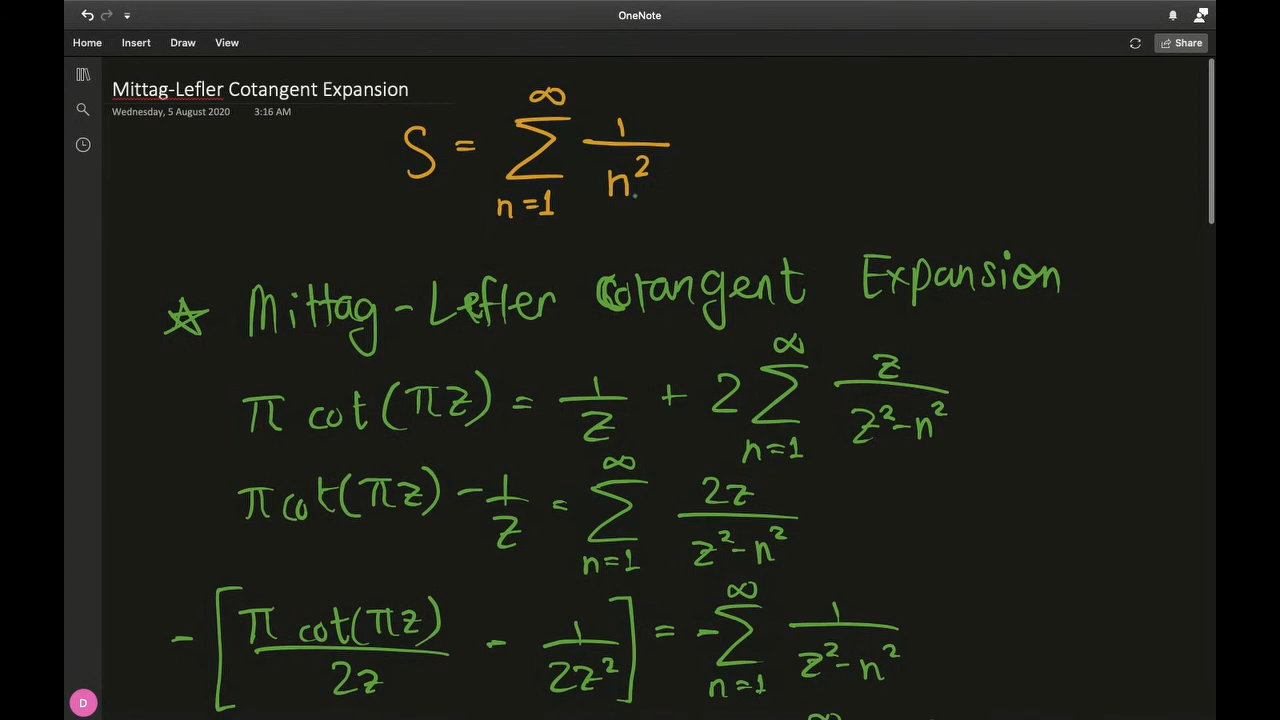 OneNote
Home Insert Draw View Share
Mittag-Lefler Cotangent Expansion
Wednesday, 5 August 2020 3:16 AM
S = ∑_{n=1}^{∞} 1/n²
☆ Mittag-Lefler Cotangent Expansion
π cot(πz) = 1/z + 2 ∑_{n=1}^{∞} z/(z²-n²)
π cot(πz) - 1/z = ∑_{n=1}^{∞} 2z/(z²-n²)
- [π cot(πz)/2z - 1/2z²] = -∑_{n=1}^{∞} 1/(z²-n²)
∞
D